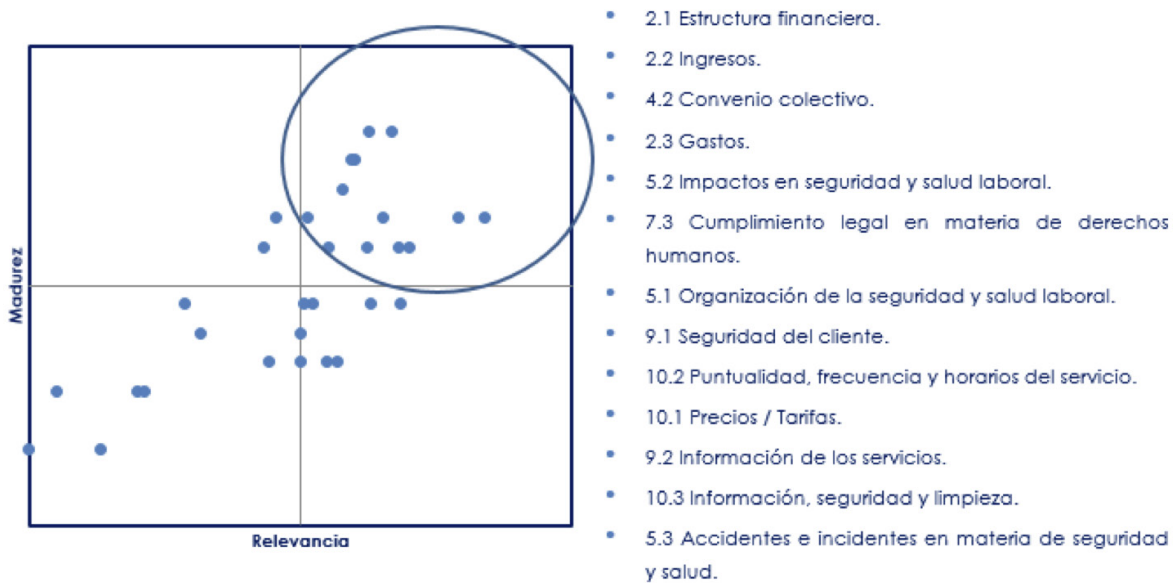 Madurez
Relevancia
• 2.1 Estructura financiera.
• 2.2 Ingresos.
• 4.2 Convenio colectivo.
• 2.3 Gastos.
• 5.2 Impactos en seguridad y salud laboral.
• 7.3 Cumplimiento legal en materia de derechos
humanos.
• 5.1 Organización de la seguridad y salud laboral.
• 9.1 Seguridad del cliente.
• 10.2 Puntualidad, frecuencia y horarios del servicio.
• 10.1 Precios / Tarifas.
• 9.2 Información de los servicios.
• 10.3 Información, seguridad y limpieza.
• 5.3 Accidentes e incidentes en materia de seguridad
y salud.